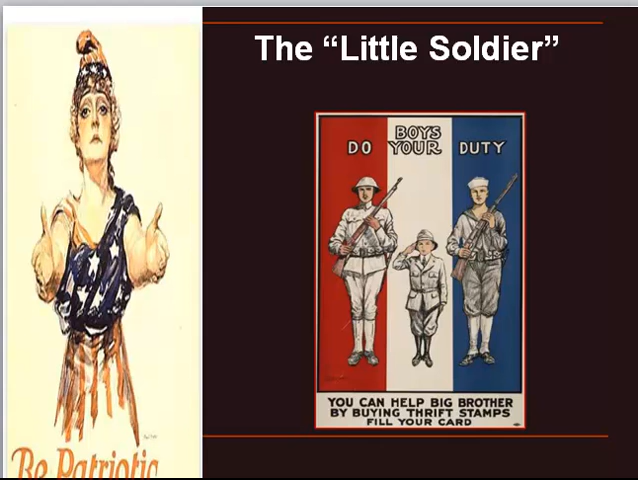 The “Little Soldier”
BOYS
DO YOUR DUTY
YOU CAN HELP BIG BROTHER
BY BUYING THRIFT STAMPS
FILL YOUR CARD
Be Patriotic